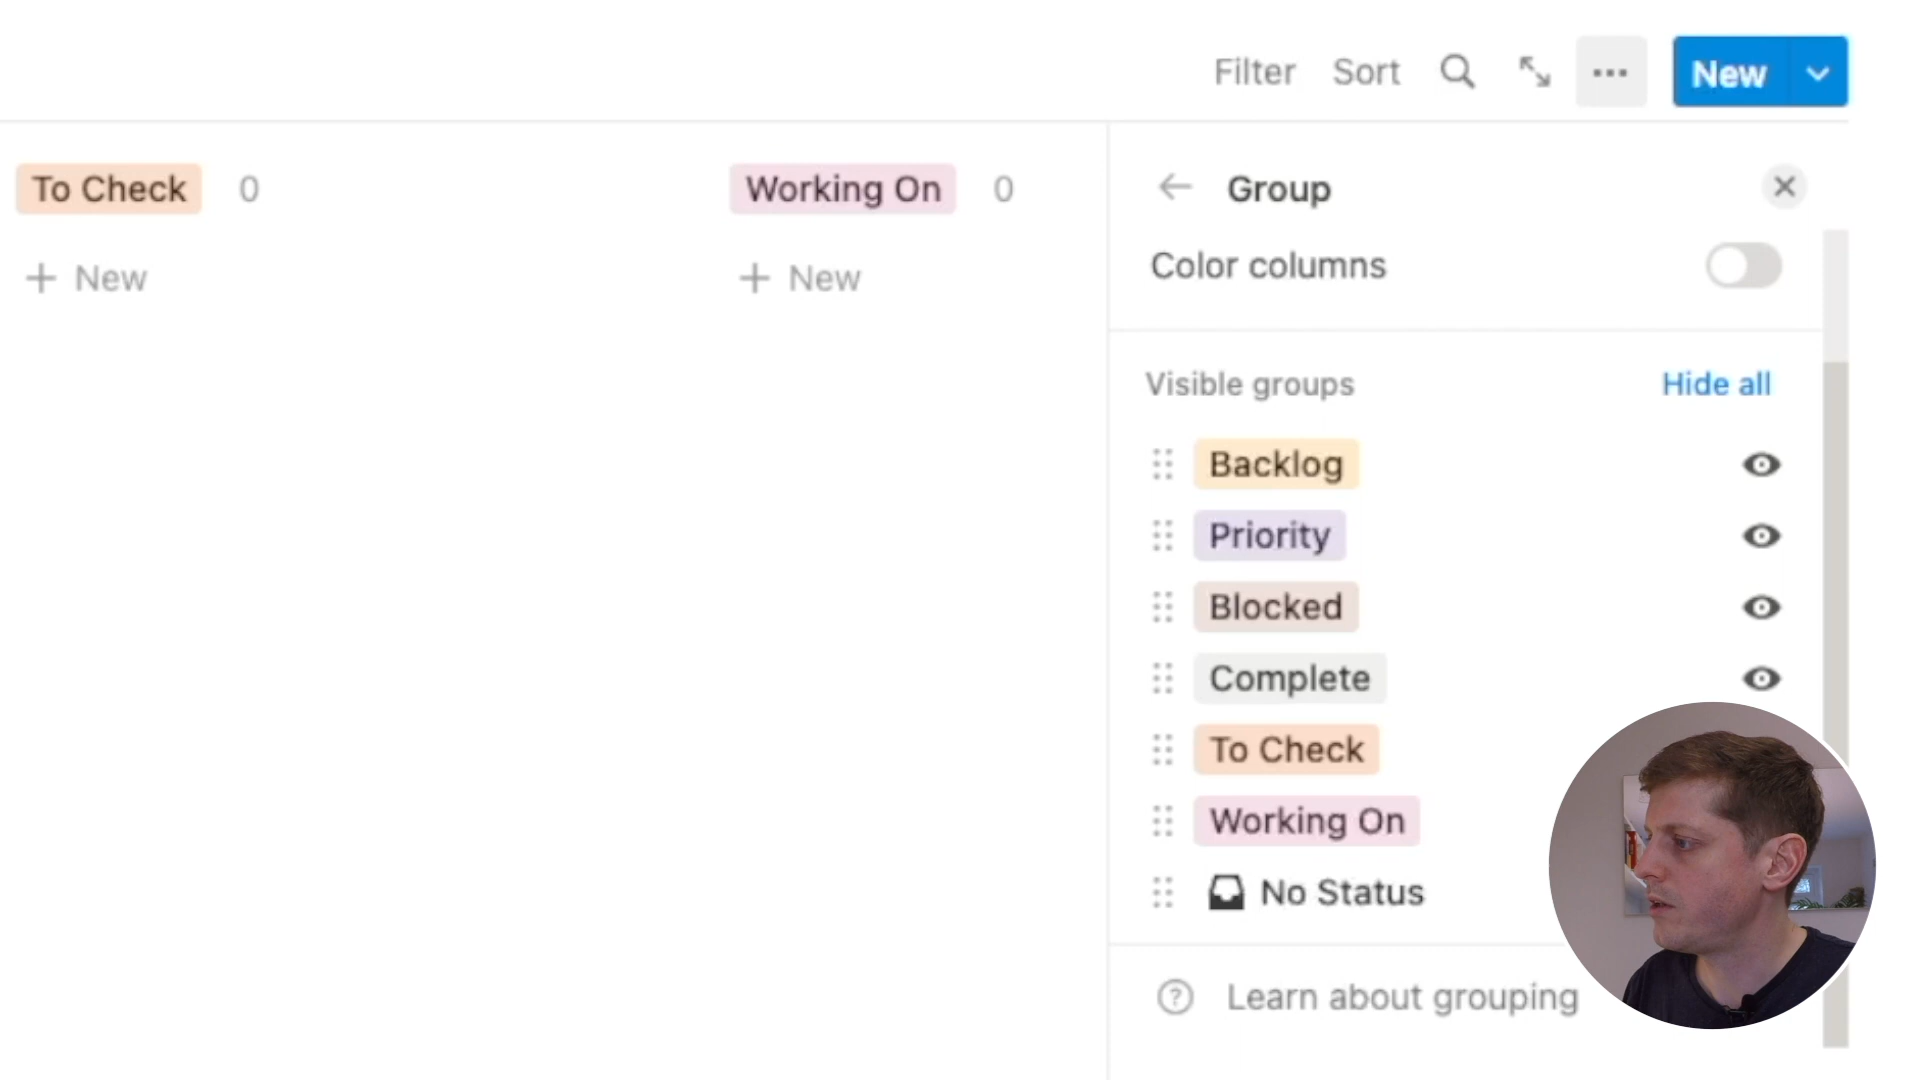 Filter Sort New
To Check 0
Working On 0
+ New
+ New
Group
Color columns
Visible groups
Hide all
Backlog
Priority
Blocked
Complete
To Check
Working On
No Status
Learn about grouping